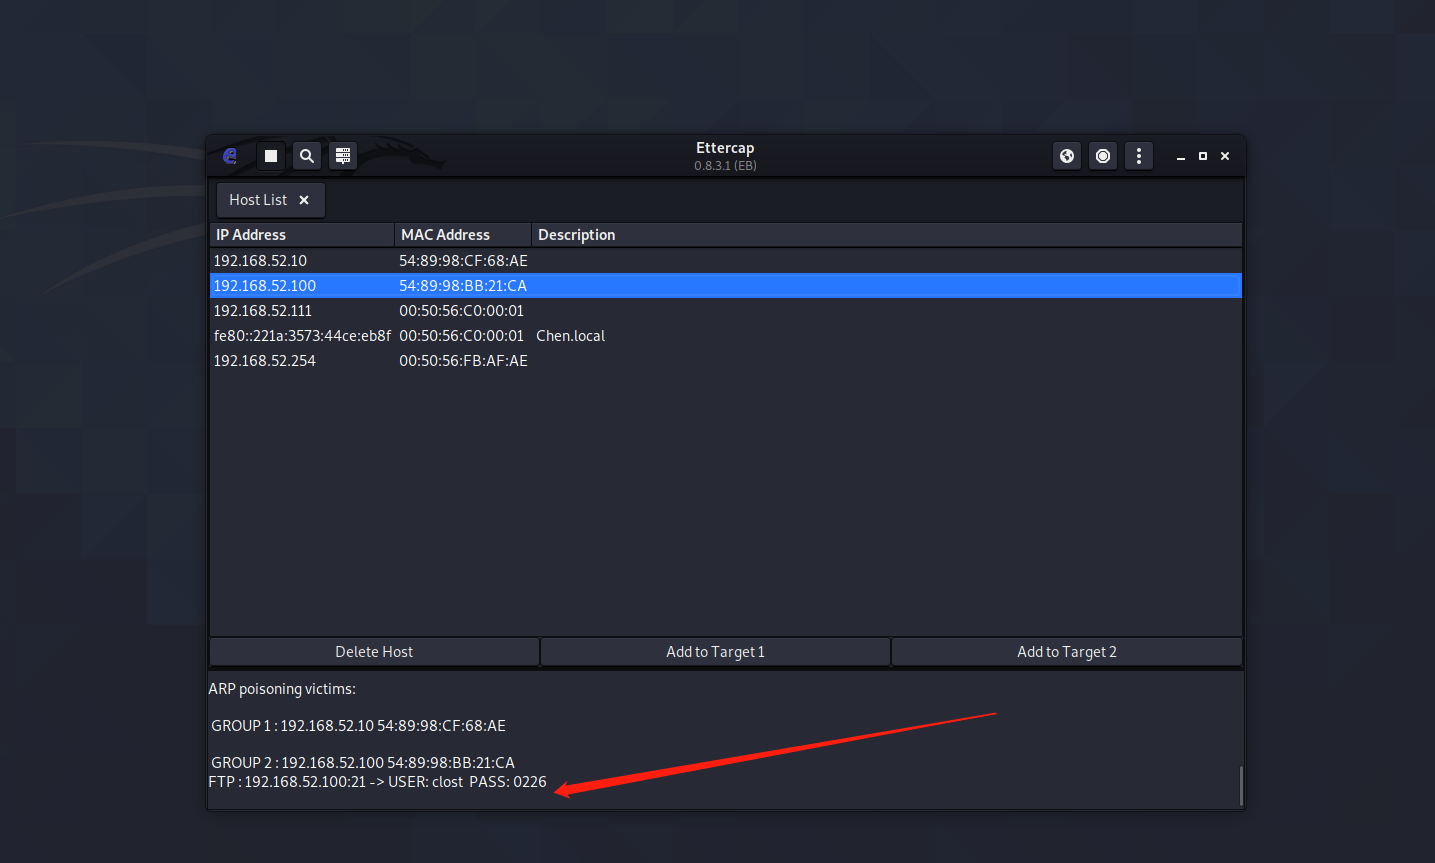 Ettercap
0.8.3.1 (EB)
Host List
IP Address MAC Address Description
192.168.52.10 54:89:98:CF:68:AE
192.168.52.100 54:89:98:BB:21:CA
192.168.52.111 00:50:56:C0:00:01
fe80::221a:3573:44ce:eb8f 00:50:56:C0:00:01 Chen.local
192.168.52.254 00:50:56:FB:AF:AE
Delete Host Add to Target 1 Add to Target 2
ARP poisoning victims:
GROUP 1 : 192.168.52.10 54:89:98:CF:68:AE
GROUP 2 : 192.168.52.100 54:89:98:BB:21:CA
FTP : 192.168.52.100:21 -> USER: clost  PASS: 0226